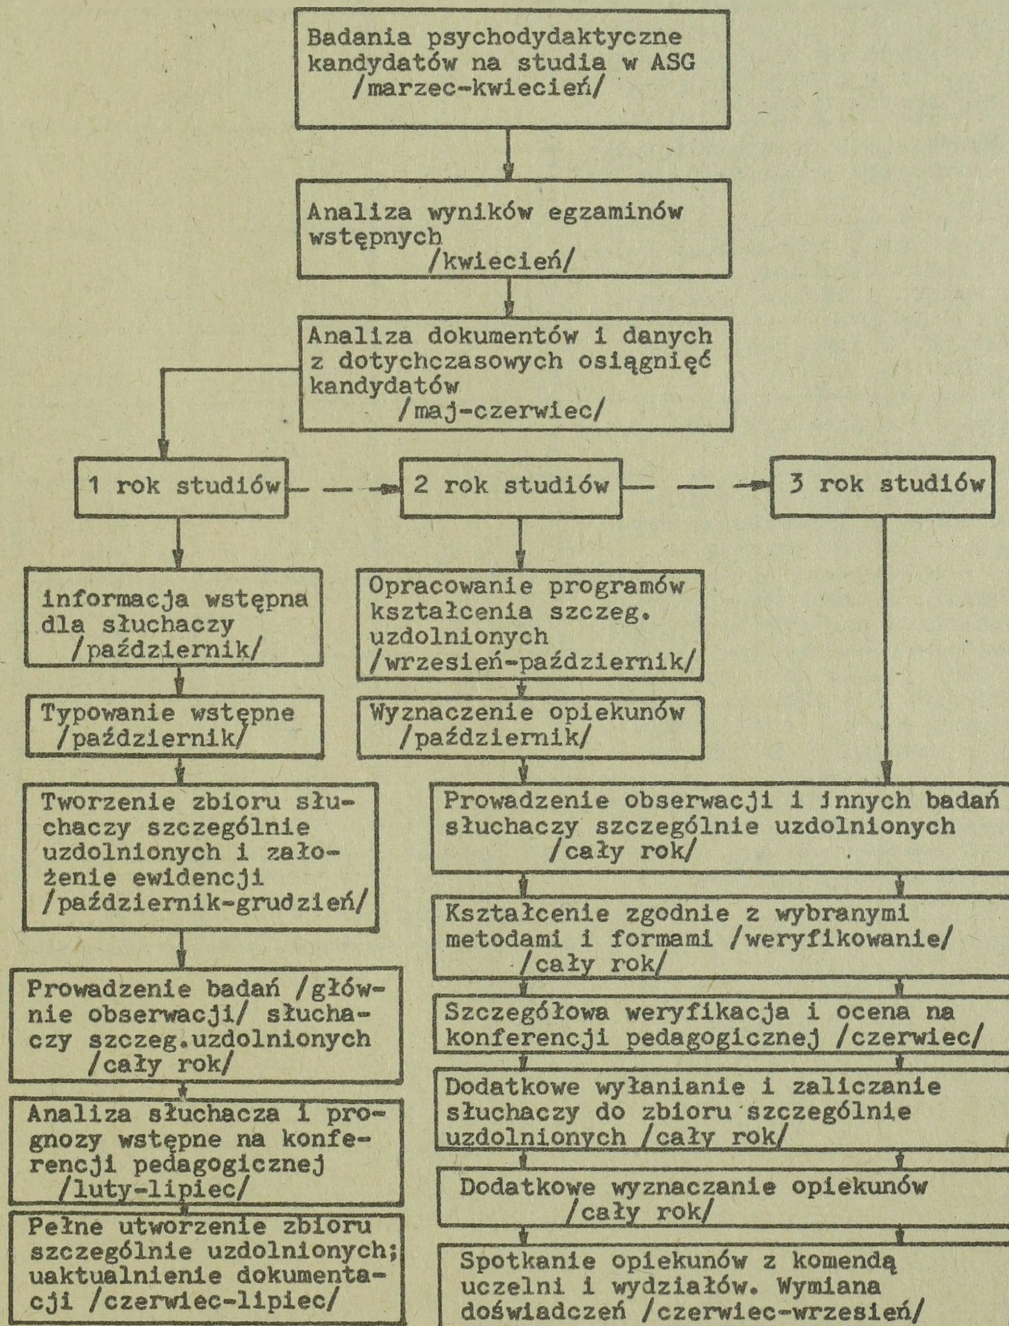 Badania psychodydaktyczne
kandydatów na studia w ASG
/marzec-kwiecień/
Analiza wyników egzaminów
wstępnych
/kwiecień/
Analiza dokumentów i danych
z dotychczasowych osiągnięć
kandydatów
/maj-czerwiec/
1 rok studiów
2 rok studiów
3 rok studiów
informacja wstępna
dla słuchaczy
/październik/
Typowanie wstępne
/październik/
Tworzenie zbioru słu-
chaczy szczególnie
uzdolnionych i zało-
żenie ewidencji
/październik-grudzień/
Prowadzenie badań /głów-
nie obserwacji/ słucha-
czy szczeg.uzdolnionych
/cały rok/
Analiza słuchacza i pro-
gnozy wstępne na konfe-
rencji pedagogicznej
/luty-lipiec/
Pełne utworzenie zbioru
szczególnie uzdolnionych;
uaktualnienie dokumenta-
cji /czerwiec-lipiec/
Opracowanie programów
kształcenia szczeg.
uzdolnionych
/wrzesień-październik/
Wyznaczenie opiekunów
/październik/
Prowadzenie obserwacji i innych badań
słuchaczy szczególnie uzdolnionych
/cały rok/
Kształcenie zgodnie z wybranymi
metodami i formami /weryfikowanie/
/cały rok/
Szczegółowa weryfikacja i ocena na
konferencji pedagogicznej /czerwiec/
Dodatkowe wyłanianie i zaliczanie
słuchaczy do zbioru szczególnie
uzdolnionych /cały rok/
Dodatkowe wyznaczanie opiekunów
/cały rok/
Spotkanie opiekunów z komendą
uczelni i wydziałów. Wymiana
doświadczeń /czerwiec-wrzesień/